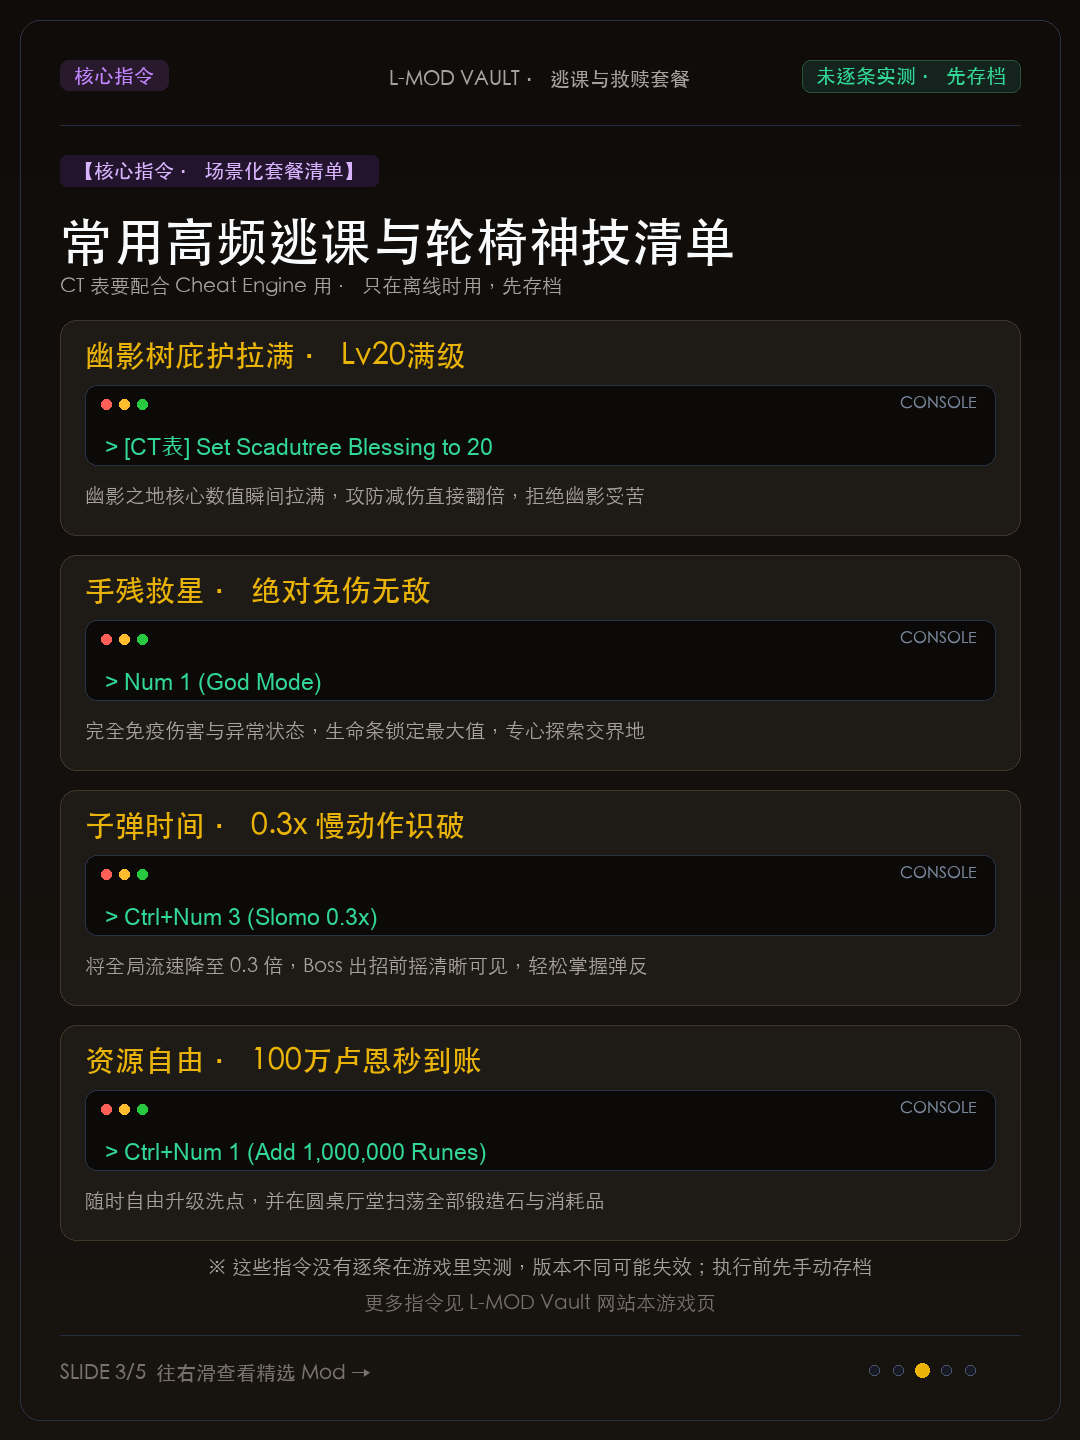 核心指令
L-MOD VAULT · 逃课与救赎套餐
未逐条实测 · 先存档
【核心指令 · 场景化套餐清单】
常用高频逃课与轮椅神技清单
CT 表要配合 Cheat Engine 用 · 只在离线时用，先存档
幽影树庇护拉满 · Lv20满级
CONSOLE
> [CT表] Set Scadutree Blessing to 20
幽影之地核心数值瞬间拉满，攻防减伤直接翻倍，拒绝幽影受苦
手残救星 · 绝对免伤无敌
CONSOLE
> Num 1 (God Mode)
完全免疫伤害与异常状态，生命条锁定最大值，专心探索交界地
子弹时间 · 0.3x 慢动作识破
CONSOLE
> Ctrl+Num 3 (Slomo 0.3x)
将全局流速降至 0.3 倍，Boss 出招前摇清晰可见，轻松掌握弹反
资源自由 · 100万卢恩秒到账
CONSOLE
> Ctrl+Num 1 (Add 1,000,000 Runes)
随时自由升级洗点，并在圆桌厅堂扫荡全部锻造石与消耗品
※ 这些指令没有逐条在游戏里实测，版本不同可能失效；执行前先手动存档
更多指令见 L-MOD Vault 网站本游戏页
SLIDE 3/5 往右滑查看精选 Mod →